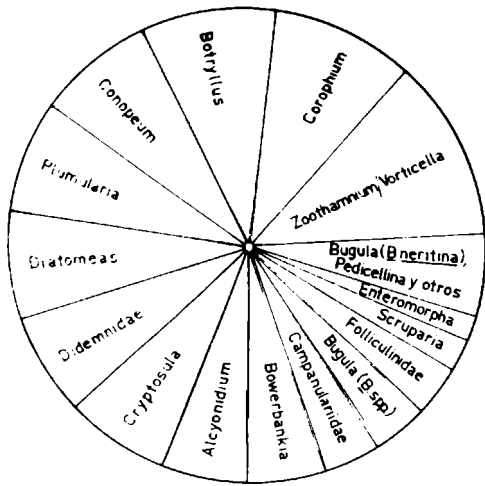 Botryllus
Corophium
Zoothamnium/Vorticella
Bugula (B neritina),
Pedicellina y otros
Enteromorpha
Scruparia
Folliculinidae
Bugula (B spp)
Campanulariidae
Bowerbankia
Alcyonidium
Cryptosula
Didemnidae
Diatomeas
Plumularia
Conopeum